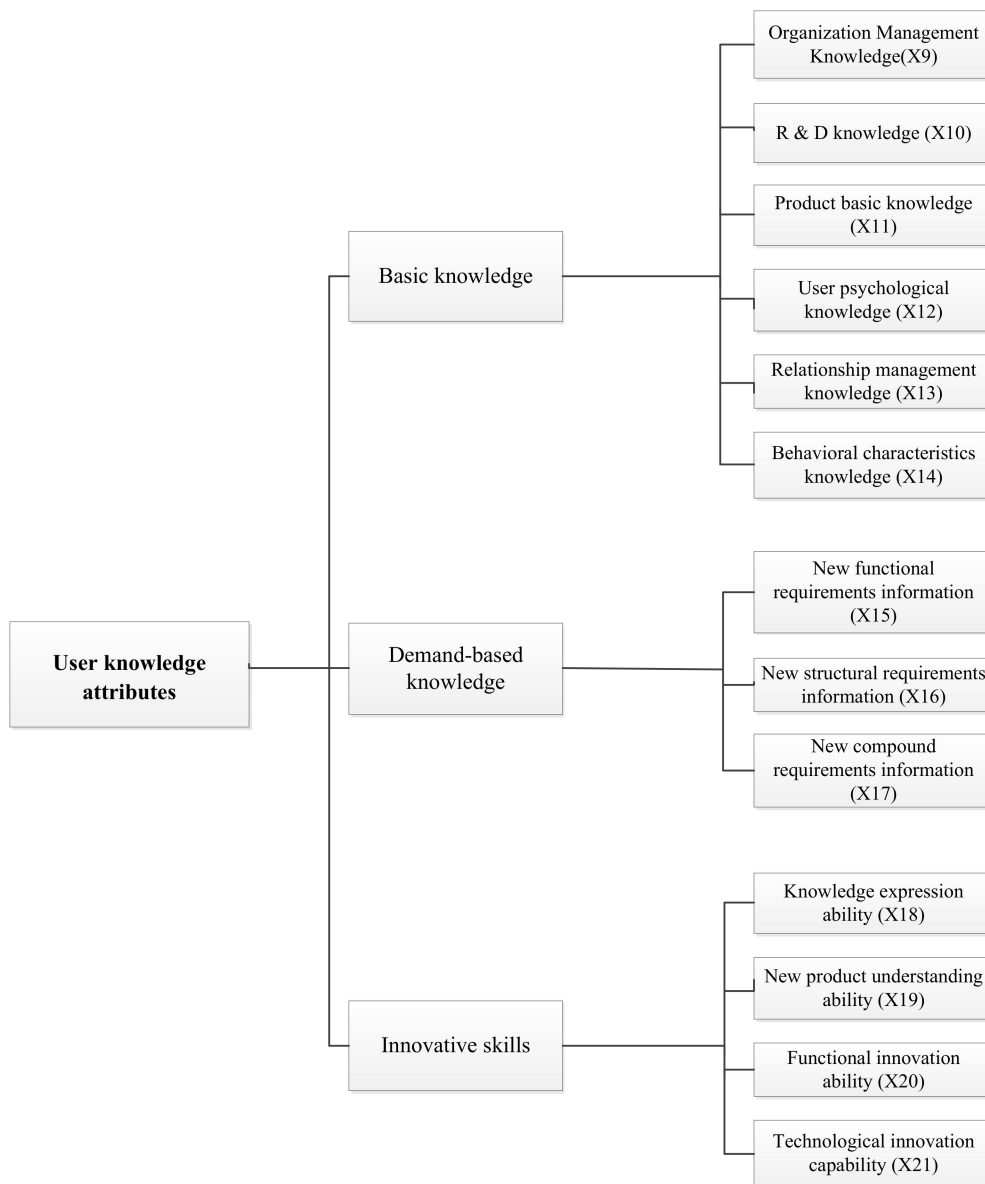 Organization Management
Knowledge(X9)
R & D knowledge (X10)
Product basic knowledge
(X11)
Basic knowledge
User psychological
knowledge (X12)
Relationship management
knowledge (X13)
Behavioral characteristics
knowledge (X14)
New functional
requirements information
(X15)
User knowledge
attributes
Demand-based
knowledge
New structural requirements
information (X16)
New compound
requirements information
(X17)
Knowledge expression
ability (X18)
New product understanding
ability (X19)
Innovative skills
Functional innovation
ability (X20)
Technological innovation
capability (X21)